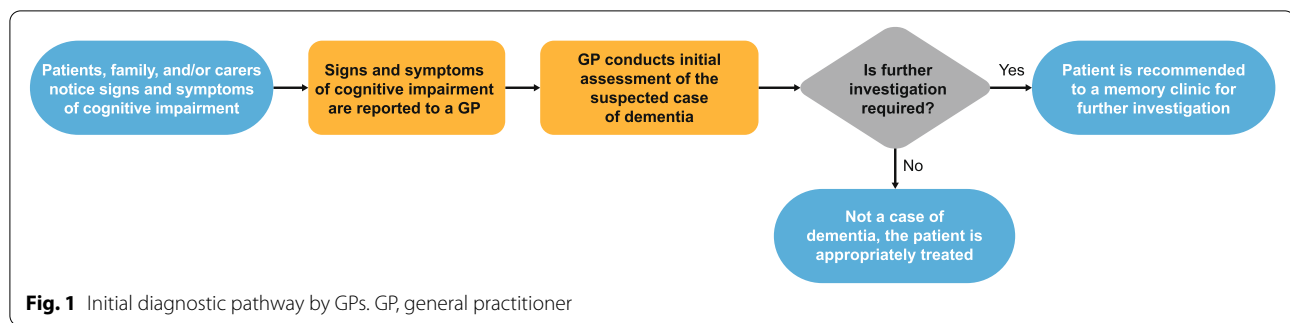 Patients, family, and/or carers
notice signs and symptoms
of cognitive impairment
Signs and symptoms
of cognitive impairment
are reported to a GP
GP conducts initial
assessment of the
suspected case
of dementia
Is further
investigation
required?
Yes
Patient is recommended
to a memory clinic for
further investigation
No
Not a case of
dementia, the patient is
appropriately treated
Fig. 1 Initial diagnostic pathway by GPs. GP, general practitioner